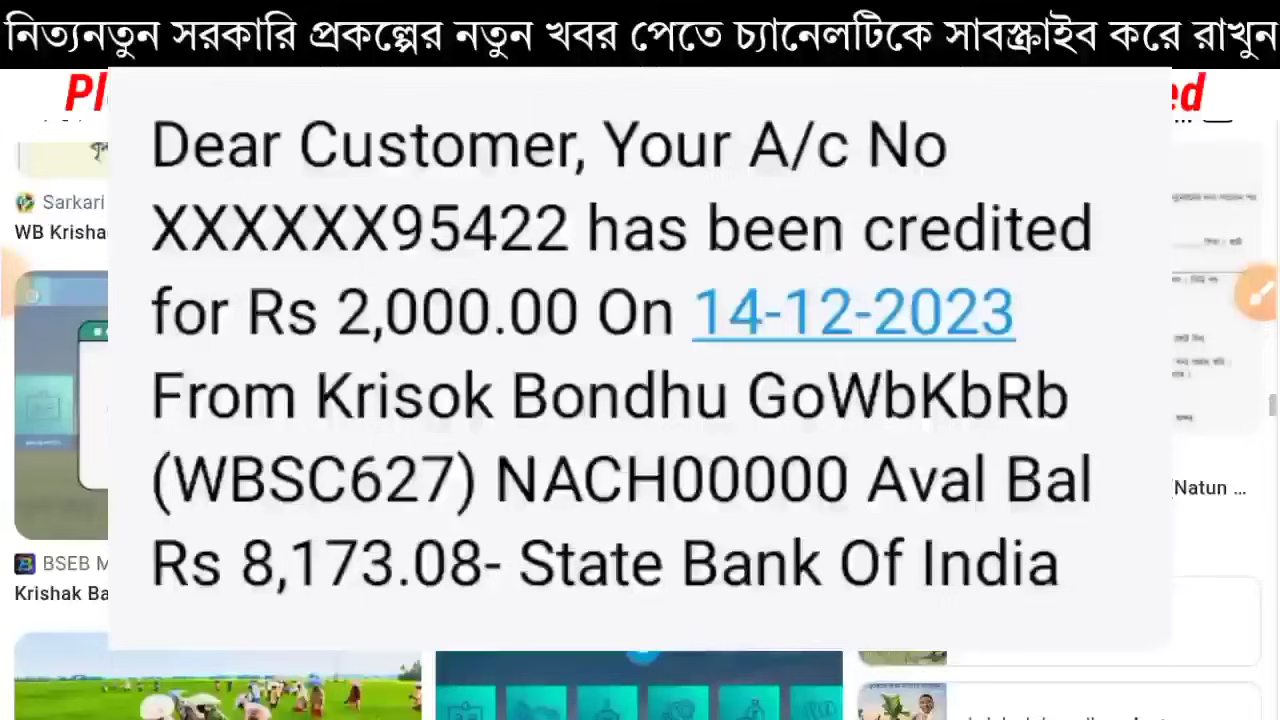 নিত্যনতুন সরকারি প্রকল্পের নতুন খবর পেতে চ্যানেলটিকে সাবস্ক্রাইব করে রাখুন
Dear Customer, Your A/c No
XXXXXX95422 has been credited
for Rs 2,000.00 On 14-12-2023
From Krisok Bondhu GoWbKbRb
(WBSC627) NACH00000 Aval Bal
Rs 8,173.08- State Bank Of India
Sarkari
WB Krisha
(Natun ...
BSEB M
Krishak Ba